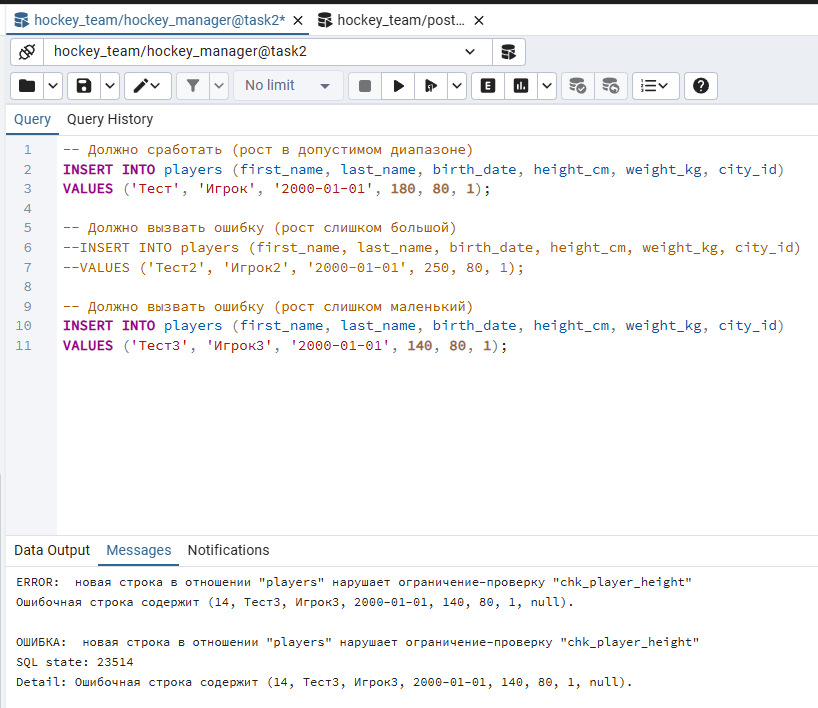 hockey_team/hockey_manager@task2*
hockey_team/post...
hockey_team/hockey_manager@task2
No limit
E
Query Query History
1 -- Должно сработать (рост в допустимом диапазоне)
2 INSERT INTO players (first_name, last_name, birth_date, height_cm, weight_kg, city_id)
3 VALUES ('Тест', 'Игрок', '2000-01-01', 180, 80, 1);
4
5 -- Должно вызвать ошибку (рост слишком большой)
6 --INSERT INTO players (first_name, last_name, birth_date, height_cm, weight_kg, city_id)
7 --VALUES ('Тест2', 'Игрок2', '2000-01-01', 250, 80, 1);
8
9 -- Должно вызвать ошибку (рост слишком маленький)
10 INSERT INTO players (first_name, last_name, birth_date, height_cm, weight_kg, city_id)
11 VALUES ('Тест3', 'Игрок3', '2000-01-01', 140, 80, 1);
Data Output Messages Notifications
ERROR:  новая строка в отношении "players" нарушает ограничение-проверку "chk_player_height"
Ошибочная строка содержит (14, Тест3, Игрок3, 2000-01-01, 140, 80, 1, null).
ОШИБКА:  новая строка в отношении "players" нарушает ограничение-проверку "chk_player_height"
SQL state: 23514
Detail: Ошибочная строка содержит (14, Тест3, Игрок3, 2000-01-01, 140, 80, 1, null).